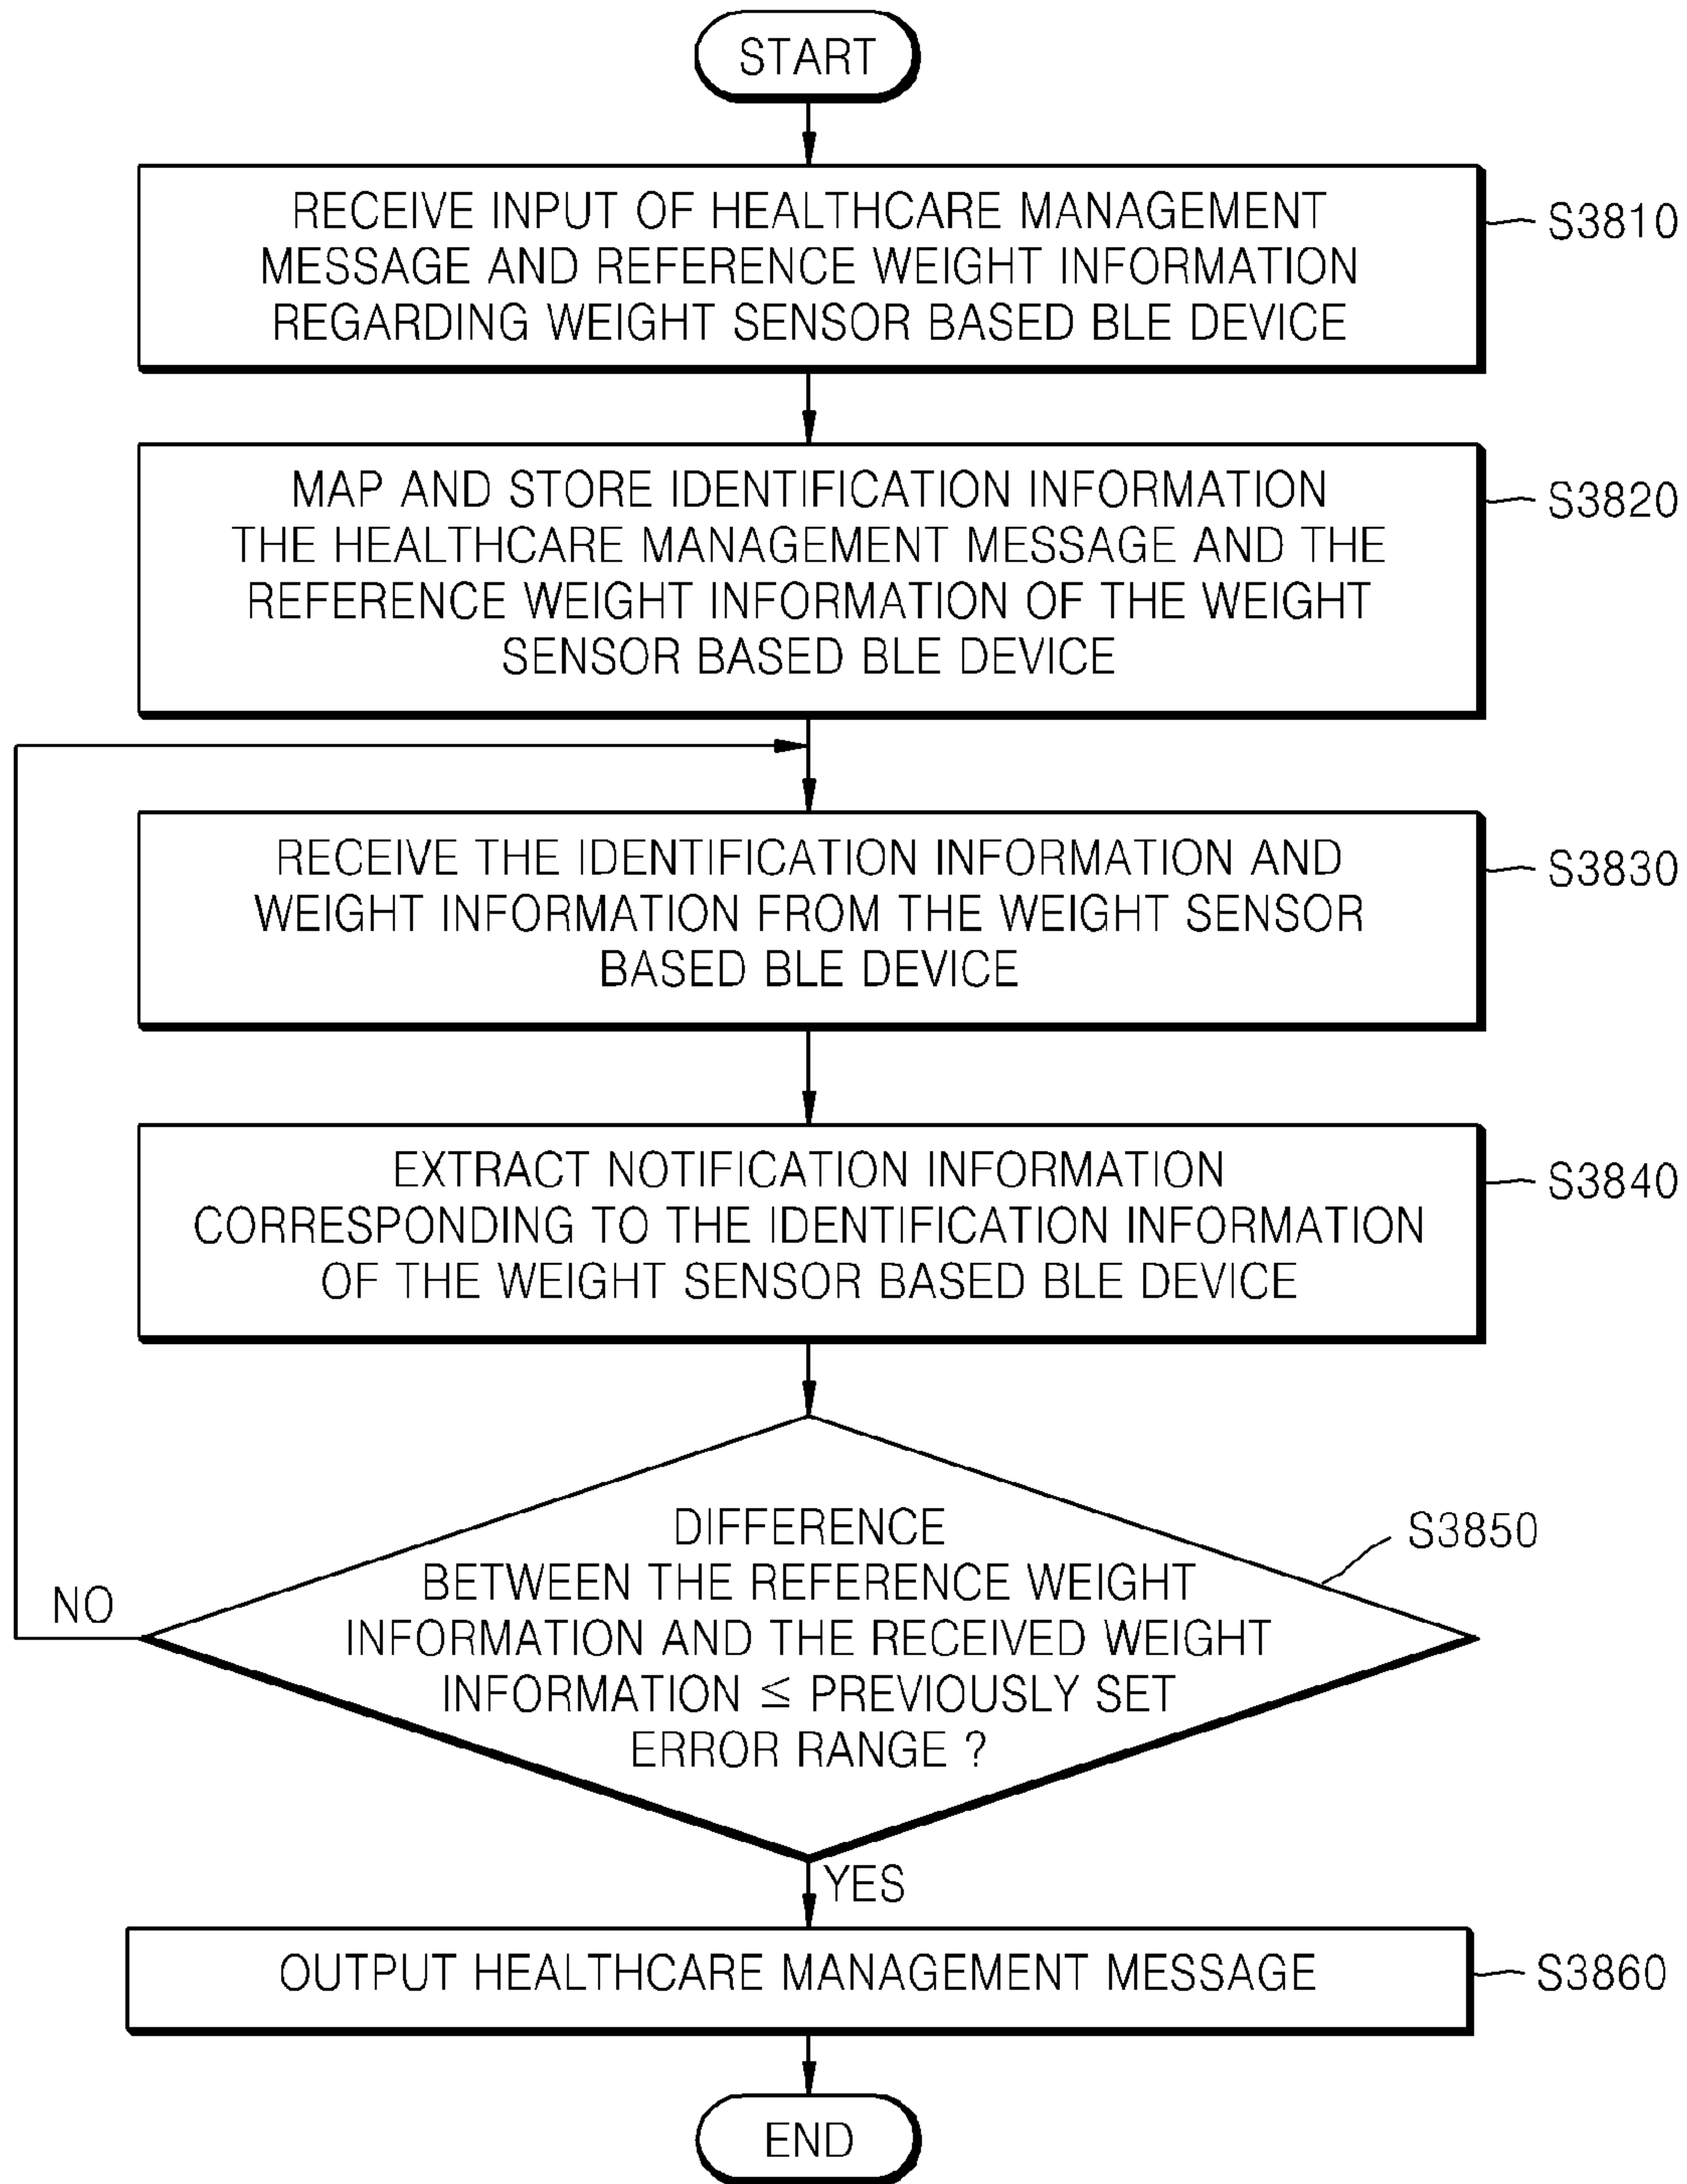 START
RECEIVE INPUT OF HEALTHCARE MANAGEMENT
MESSAGE AND REFERENCE WEIGHT INFORMATION
REGARDING WEIGHT SENSOR BASED BLE DEVICE
S3810
MAP AND STORE IDENTIFICATION INFORMATION
THE HEALTHCARE MANAGEMENT MESSAGE AND THE
REFERENCE WEIGHT INFORMATION OF THE WEIGHT
SENSOR BASED BLE DEVICE
S3820
RECEIVE THE IDENTIFICATION INFORMATION AND
WEIGHT INFORMATION FROM THE WEIGHT SENSOR
BASED BLE DEVICE
S3830
EXTRACT NOTIFICATION INFORMATION
CORRESPONDING TO THE IDENTIFICATION INFORMATION
OF THE WEIGHT SENSOR BASED BLE DEVICE
S3840
DIFFERENCE
BETWEEN THE REFERENCE WEIGHT
INFORMATION AND THE RECEIVED WEIGHT
INFORMATION ≤ PREVIOUSLY SET
ERROR RANGE ?
S3850
NO
YES
OUTPUT HEALTHCARE MANAGEMENT MESSAGE
S3860
END